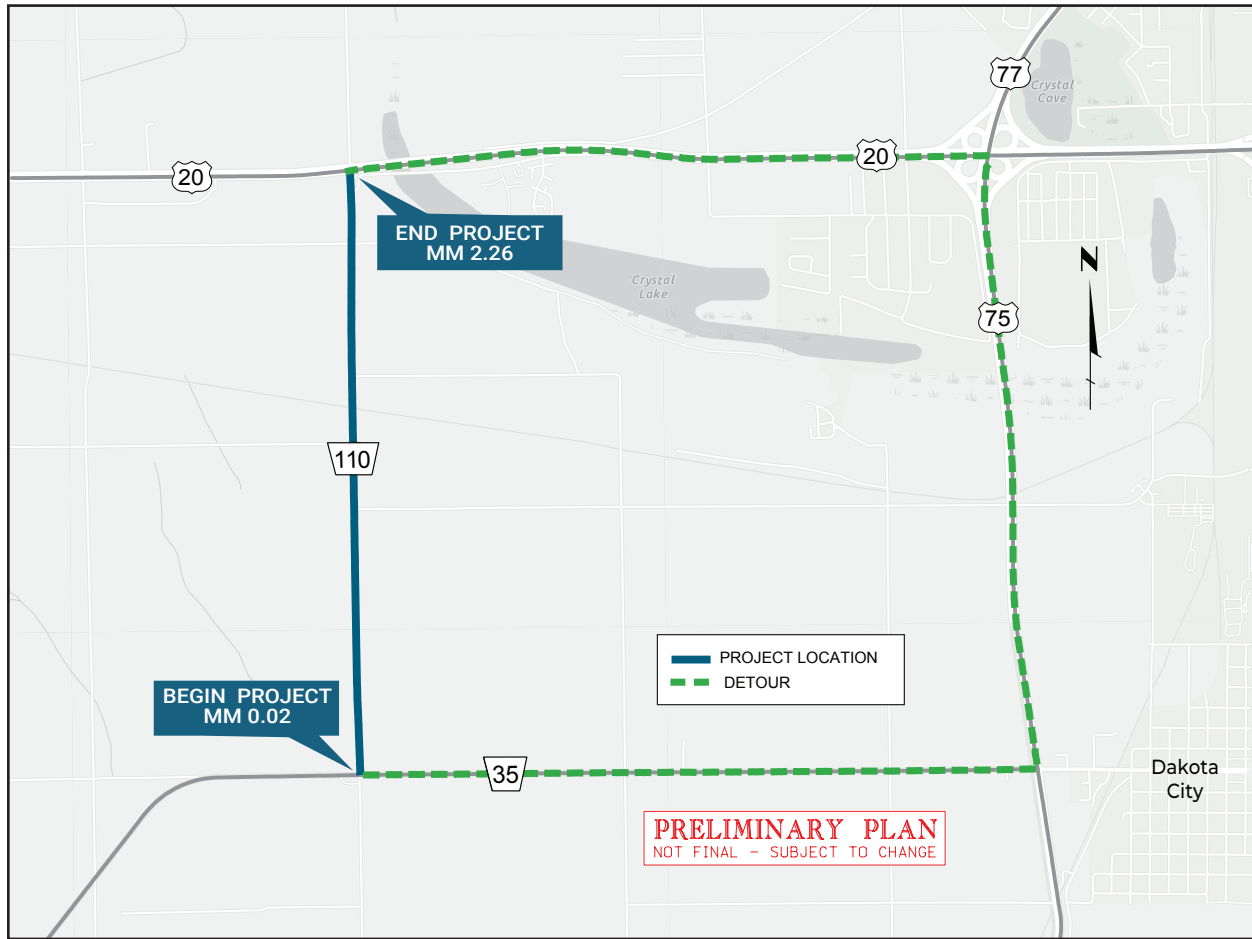 77
Crystal
Cove
20
20
END PROJECT
MM 2.26
N
Crystal
Lake
75
110
PROJECT LOCATION
DETOUR
BEGIN PROJECT
MM 0.02
35
Dakota
City
PRELIMINARY PLAN
NOT FINAL - SUBJECT TO CHANGE